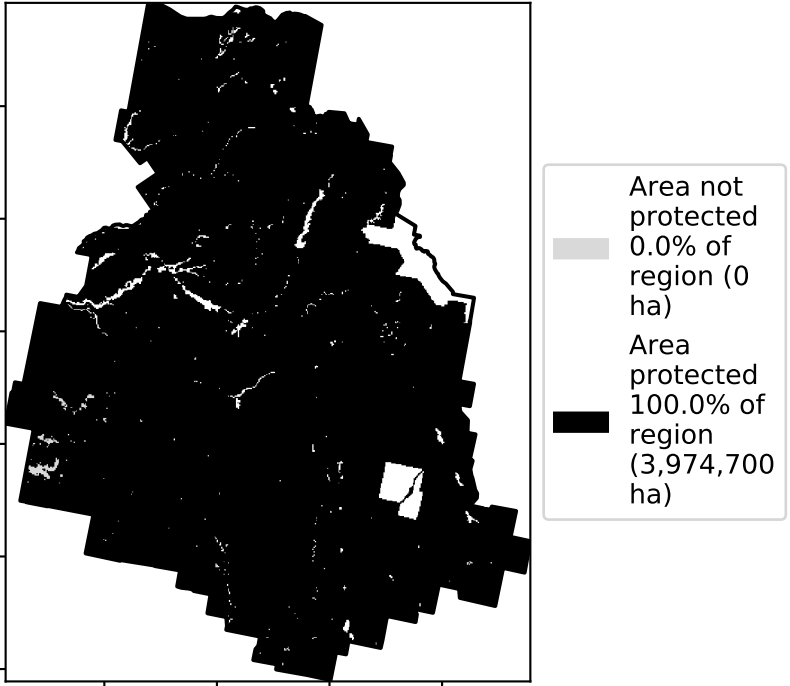 Area not
protected
0.0% of
region (0
ha)
Area
protected
100.0% of
region
(3,974,700
ha)